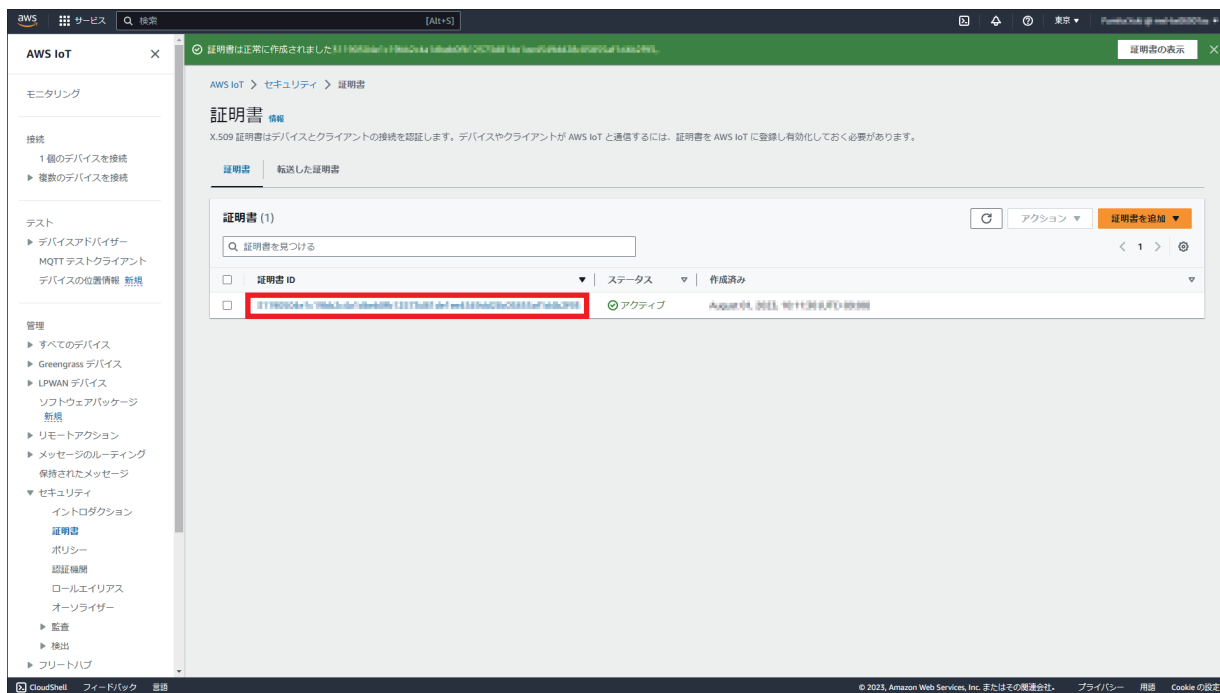 aws サービス 検索 [Alt+S] 東京
AWS IoT
証明書は正常に作成されました
証明書の表示
モニタリング
接続
1 個のデバイスを接続
複数のデバイスを接続
テスト
デバイスアドバイザー
MQTT テストクライアント
デバイスの位置情報 新規
管理
すべてのデバイス
Greengrass デバイス
LPWAN デバイス
ソフトウェアパッケージ
新規
リモートアクション
メッセージのルーティング
保持されたメッセージ
セキュリティ
イントロダクション
証明書
ポリシー
認証機関
ロールエイリアス
オーソライザー
監査
検出
フリートハブ
AWS IoT > セキュリティ > 証明書
証明書 情報
X.509 証明書はデバイスとクライアントの接続を認証します。デバイスやクライアントが AWS IoT と通信するには、証明書を AWS IoT に登録し有効化しておく必要があります。
証明書 転送した証明書
証明書 (1)
アクション
証明書を追加
証明書を見つける
1
証明書 ID ステータス 作成済み
アクティブ
CloudShell フィードバック 言語
© 2023, Amazon Web Services, Inc. またはその関連会社。 プライバシー 用語 Cookie の設定